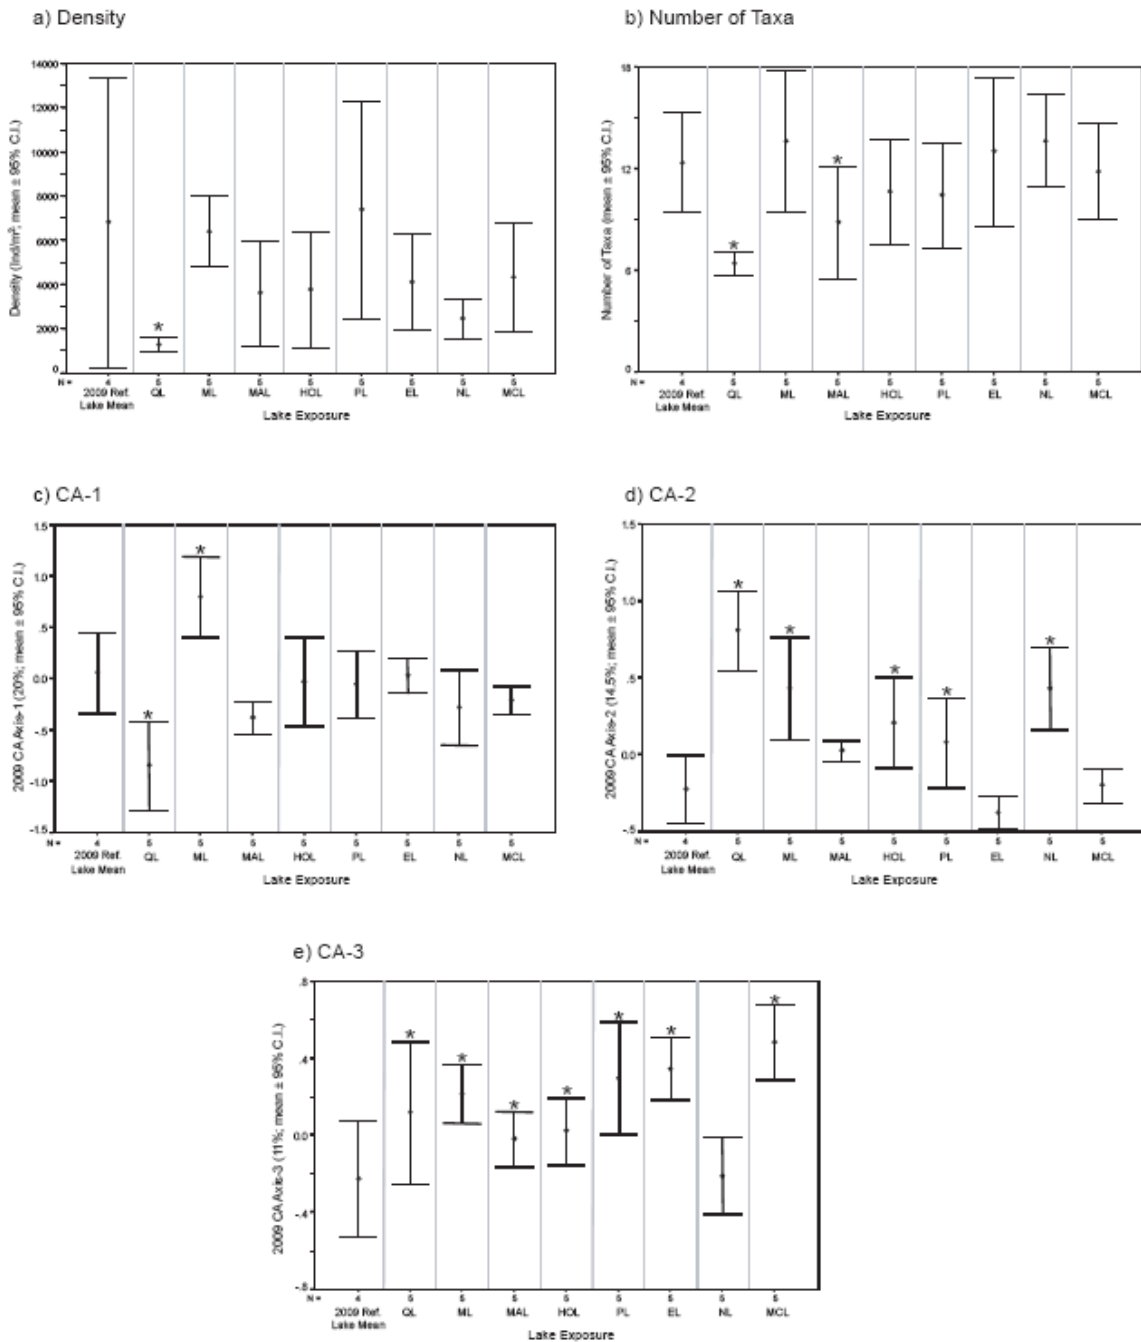 a) Density
Density (Ind/m²; mean ± 95% C.I.)
14000
12000
10000
8000
6000
4000
2000
0
N = 4 5 5 5 5 5 5 5 5
2009 Ref. Lake Mean QL ML MAL HOL PL EL NL MCL
Lake Exposure
* 
b) Number of Taxa
Number of Taxa (mean ± 95% C.I.)
18
12
6
0
* *
N = 4 5 5 5 5 5 5 5 5
2009 Ref. Lake Mean QL ML MAL HOL PL EL NL MCL
Lake Exposure
c) CA-1
2009 CA Axis-1 (20%; mean ± 95% C.I.)
1.5
1.0
.5
0.0
-.5
-1.0
-1.5
* *
N = 4 5 5 5 5 5 5 5 5
2009 Ref. Lake Mean QL ML MAL HOL PL EL NL MCL
Lake Exposure
d) CA-2
2009 CA Axis-2 (14.5%; mean ± 95% C.I.)
1.5
1.0
.5
0.0
-.5
* * * * *
N = 4 5 5 5 5 5 5 5 5
2009 Ref. Lake Mean QL ML MAL HOL PL EL NL MCL
Lake Exposure
e) CA-3
2009 CA Axis-3 (11%; mean ± 95% C.I.)
.8
.4
0.0
-.4
-.8
* * * * * * *
N = 4 5 5 5 5 5 5 5 5
2009 Ref. Lake Mean QL ML MAL HOL PL EL NL MCL
Lake Exposure